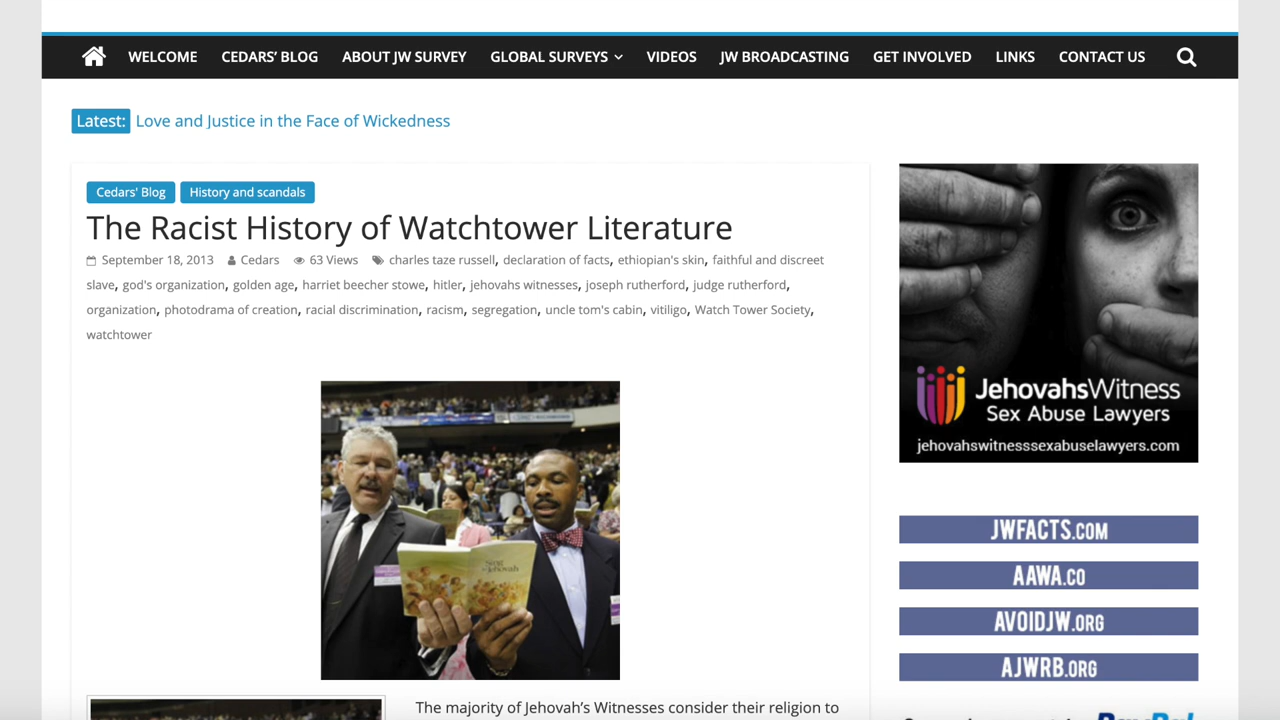 WELCOME CEDARS’ BLOG ABOUT JW SURVEY GLOBAL SURVEYS VIDEOS JW BROADCASTING GET INVOLVED LINKS CONTACT US
Latest: Love and Justice in the Face of Wickedness
Cedars' Blog History and scandals
The Racist History of Watchtower Literature
September 18, 2013 Cedars 63 Views charles taze russell, declaration of facts, ethiopian's skin, faithful and discreet
slave, god's organization, golden age, harriet beecher stowe, hitler, jehovahs witnesses, joseph rutherford, judge rutherford,
organization, photodrama of creation, racial discrimination, racism, segregation, uncle tom's cabin, vitiligo, Watch Tower Society,
watchtower
Sing to Jehovah
The majority of Jehovah’s Witnesses consider their religion to
JehovahsWitness
Sex Abuse Lawyers
jehovahswitnesssexabuselawyers.com
JWFACTS.COM
AAWA.CO
AVOIDJW.ORG
AJWRB.ORG
PayPal